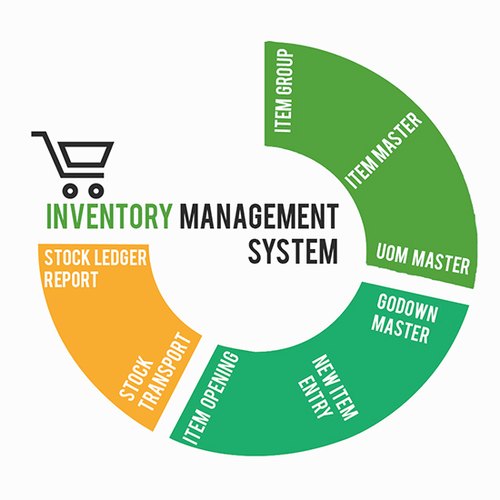 INVENTORY MANAGEMENT
SYSTEM
ITEM GROUP
ITEM MASTER
UOM MASTER
GODOWN
MASTER
NEW ITEM
ENTRY
ITEM OPENING
STOCK
TRANSPORT
STOCK LEDGER
REPORT